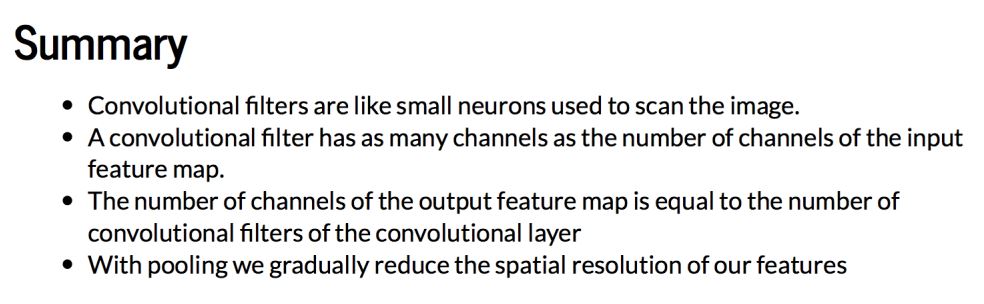 Summary
• Convolutional filters are like small neurons used to scan the image.
• A convolutional filter has as many channels as the number of channels of the input
feature map.
• The number of channels of the output feature map is equal to the number of
convolutional filters of the convolutional layer
• With pooling we gradually reduce the spatial resolution of our features